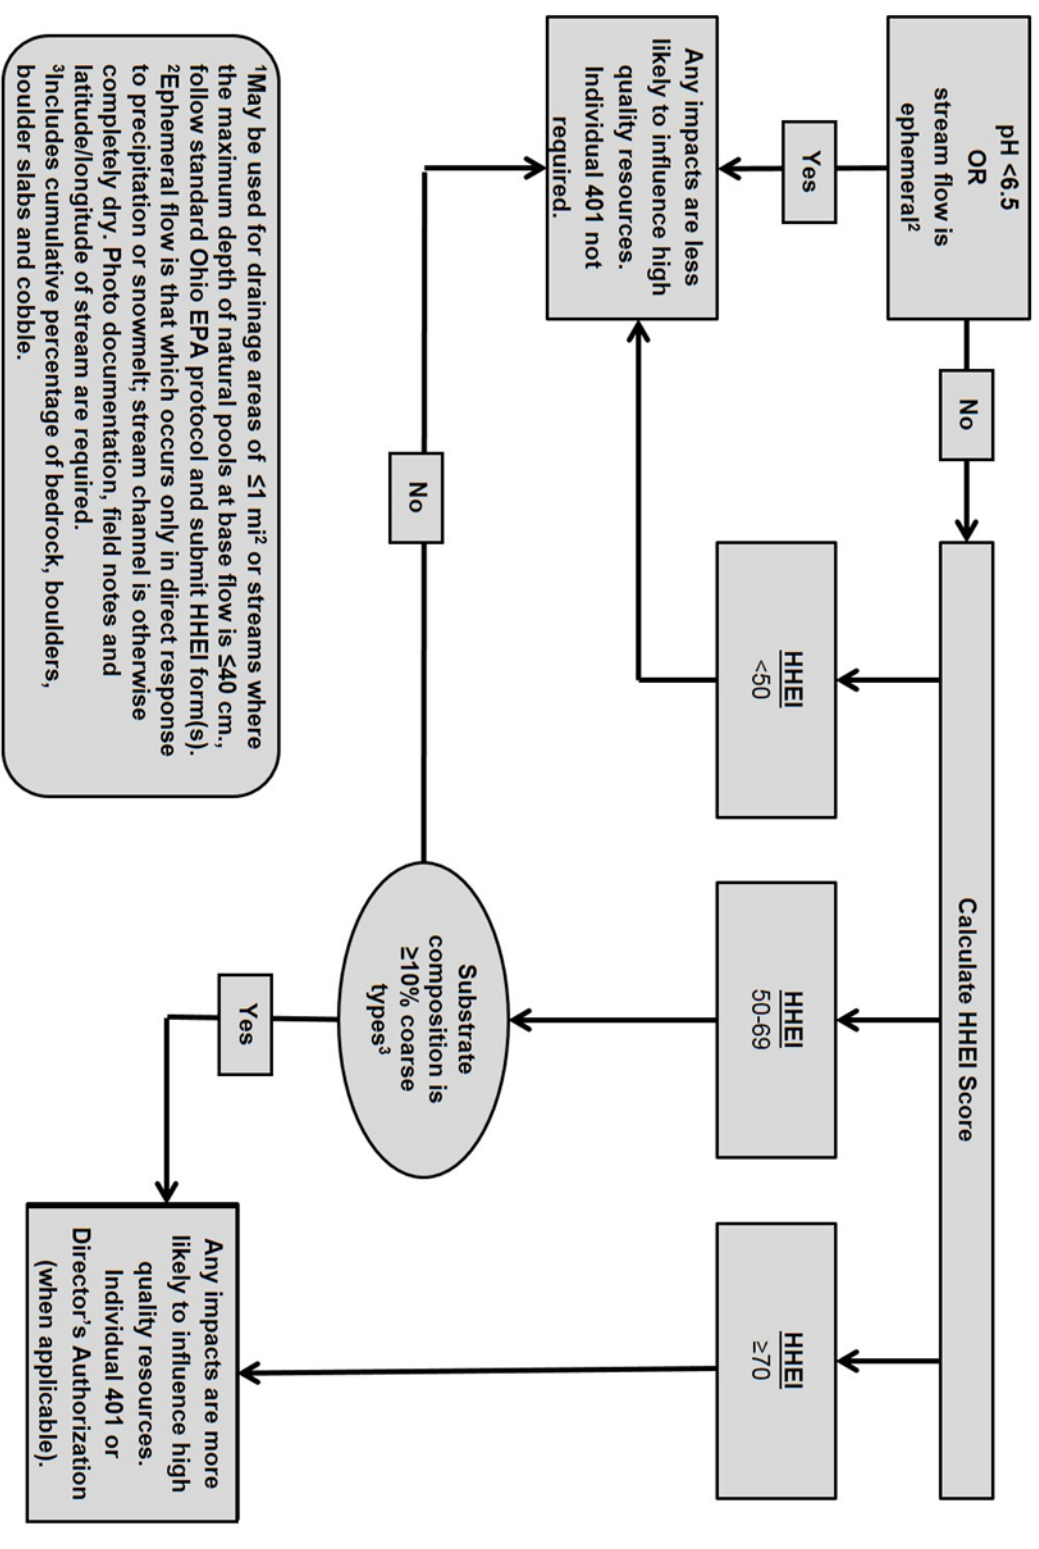 pH <6.5
OR
stream flow is
ephemeral²
No
Calculate HHEI Score
Yes
HHEI
<50
HHEI
50-69
HHEI
≥70
Any impacts are less
likely to influence high
quality resources.
Individual 401 not
required.
No
Substrate
composition is
≥10% coarse
types³
Yes
Any impacts are more
likely to influence high
quality resources.
Individual 401 or
Director’s Authorization
(when applicable).
¹May be used for drainage areas of ≤1 mi² or streams where
the maximum depth of natural pools at base flow is ≤40 cm.,
follow standard Ohio EPA protocol and submit HHEI form(s).
²Ephemeral flow is that which occurs only in direct response
to precipitation or snowmelt; stream channel is otherwise
completely dry. Photo documentation, field notes and
latitude/longitude of stream are required.
³Includes cumulative percentage of bedrock, boulders,
boulder slabs and cobble.